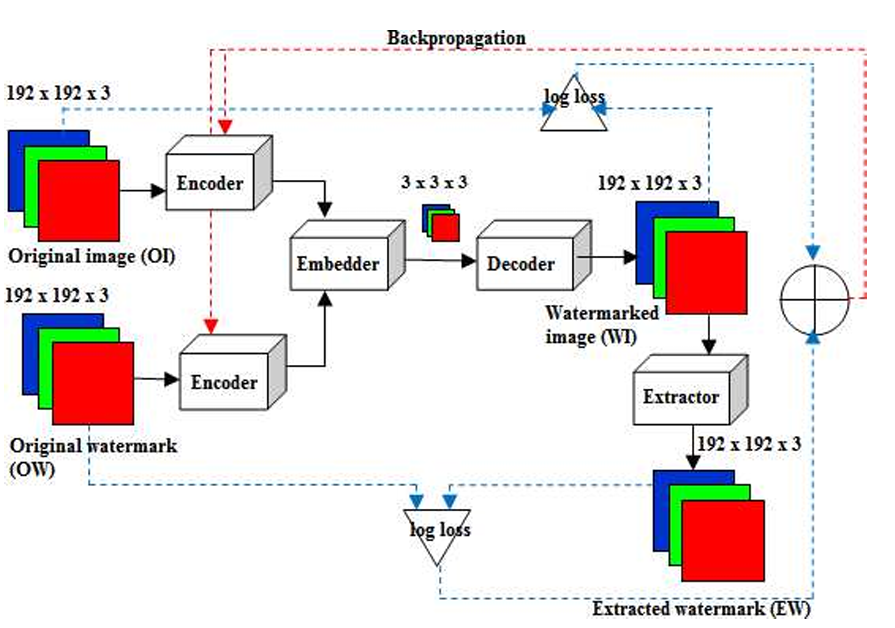 Backpropagation
192 x 192 x 3
log loss
Encoder
3 x 3 x 3
192 x 192 x 3
Original image (OI)
Embedder
Decoder
192 x 192 x 3
Watermarked
image (WI)
Encoder
Extractor
Original watermark
(OW)
192 x 192 x 3
log loss
Extracted watermark (EW)